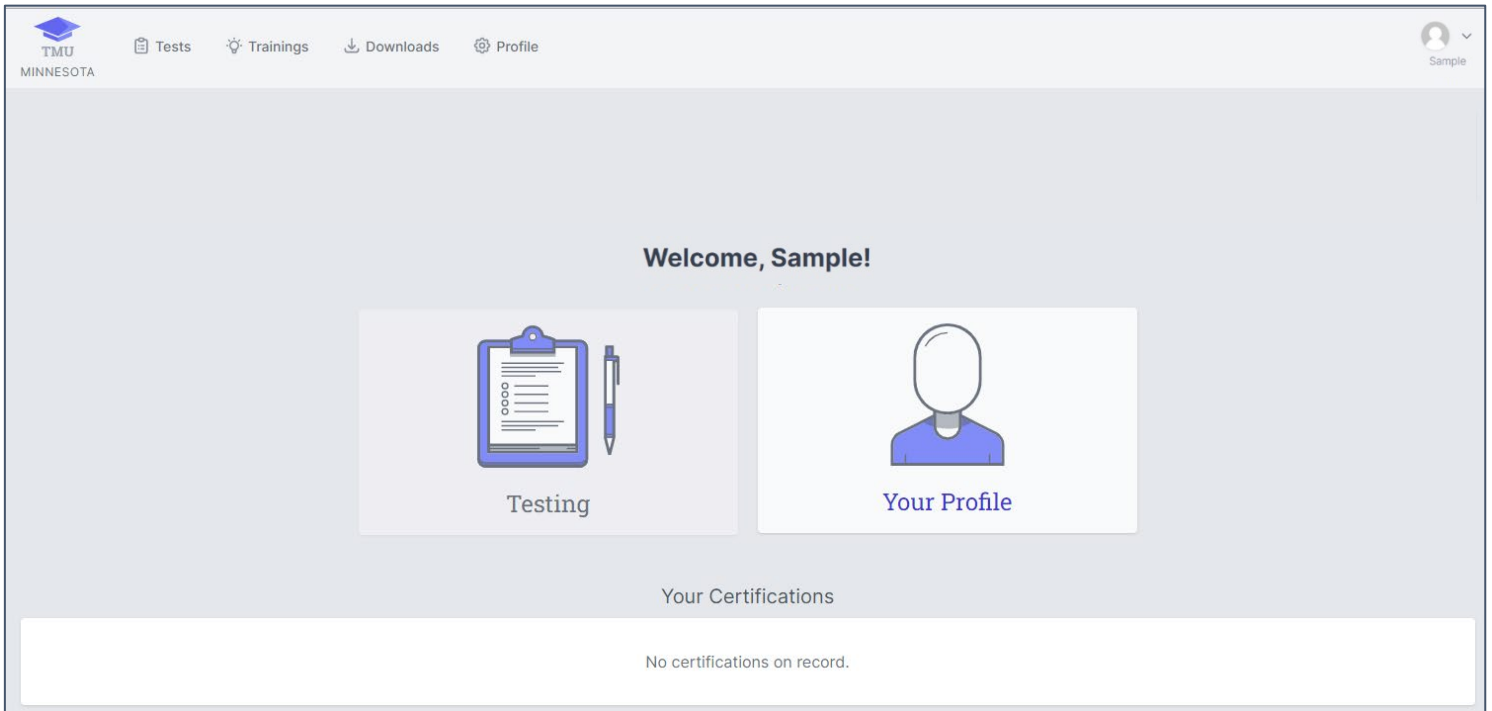 TMU
MINNESOTA
Tests
Trainings
Downloads
Profile
Sample
Welcome, Sample!
Testing
Your Profile
Your Certifications
No certifications on record.